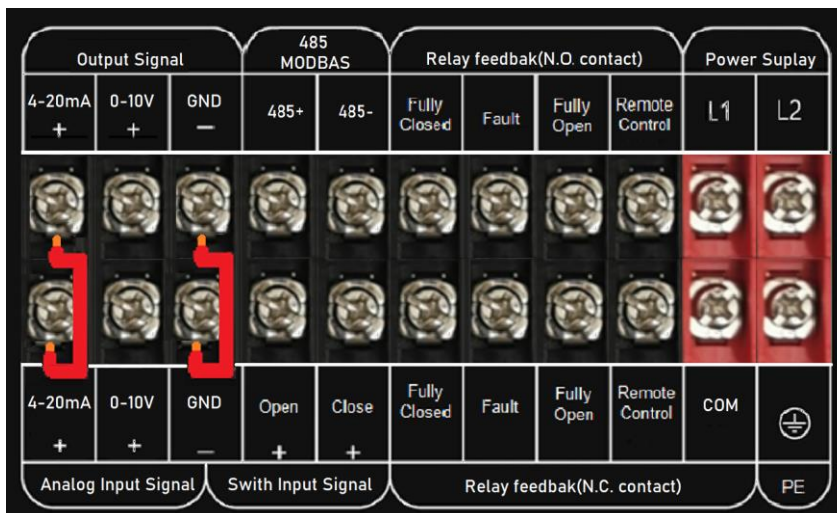 Output Signal
485
MODBAS
Relay feedbak(N.O. contact)
Power Suplay
4-20mA
+
0-10V
+
GND
—
485+
485-
Fully
Closed
Fault
Fully
Open
Remote
Control
L1
L2
4-20mA
+
0-10V
+
GND
—
Open
+
Close
+
Fully
Closed
Fault
Fully
Open
Remote
Control
COM
Analog Input Signal
Swith Input Signal
Relay feedbak(N.C. contact)
PE